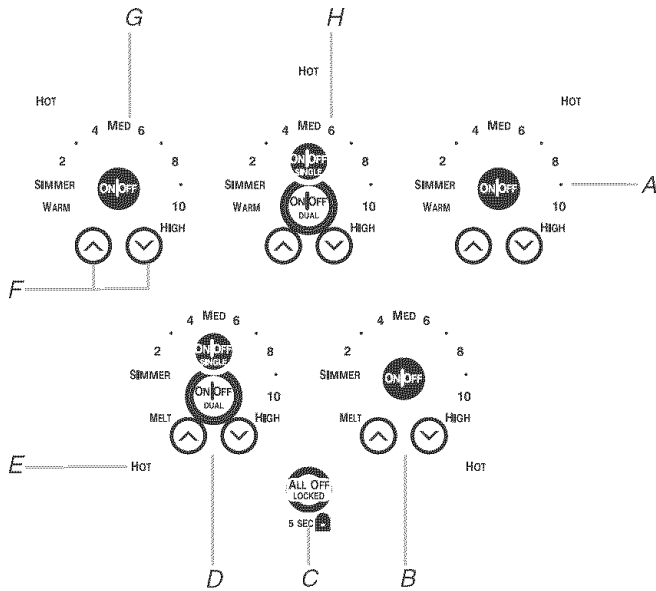 G
H
HOT
HOT
HOT
4 MED 6
2 8
ON OFF
SIMMER
WARM
10
HIGH
4 MED 6
2 8
ON OFF
SINGLE
SIMMER
WARM
ON OFF
DUAL
10
HIGH
4 MED 6
2 8
ON OFF
SIMMER
WARM
10
HIGH
A
F
4 MED 6
2 8
ON OFF
SINGLE
SIMMER
ON OFF
DUAL
10
MELT
HIGH
4 MED 6
2 8
SIMMER
ON OFF
10
MELT
HIGH
E
HOT
HOT
ALL OFF
LOCKED
5 SEC
D
C
B